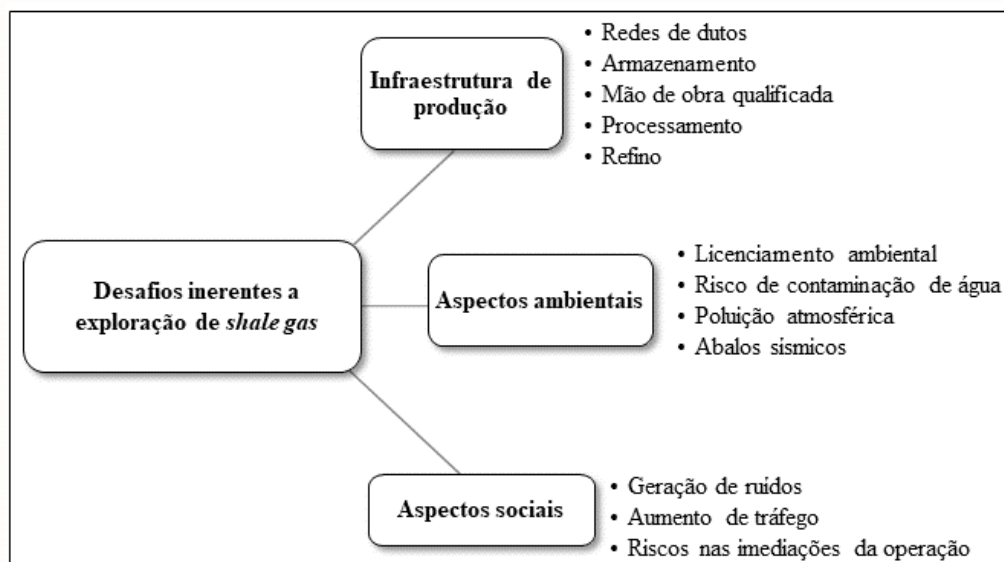 Infraestrutura de
produção
• Redes de dutos
• Armazenamento
• Mão de obra qualificada
• Processamento
• Refino
Desafios inerentes a
exploração de shale gas
Aspectos ambientais
• Licenciamento ambiental
• Risco de contaminação de água
• Poluição atmosférica
• Abalos sísmicos
Aspectos sociais
• Geração de ruídos
• Aumento de tráfego
• Riscos nas imediações da operação